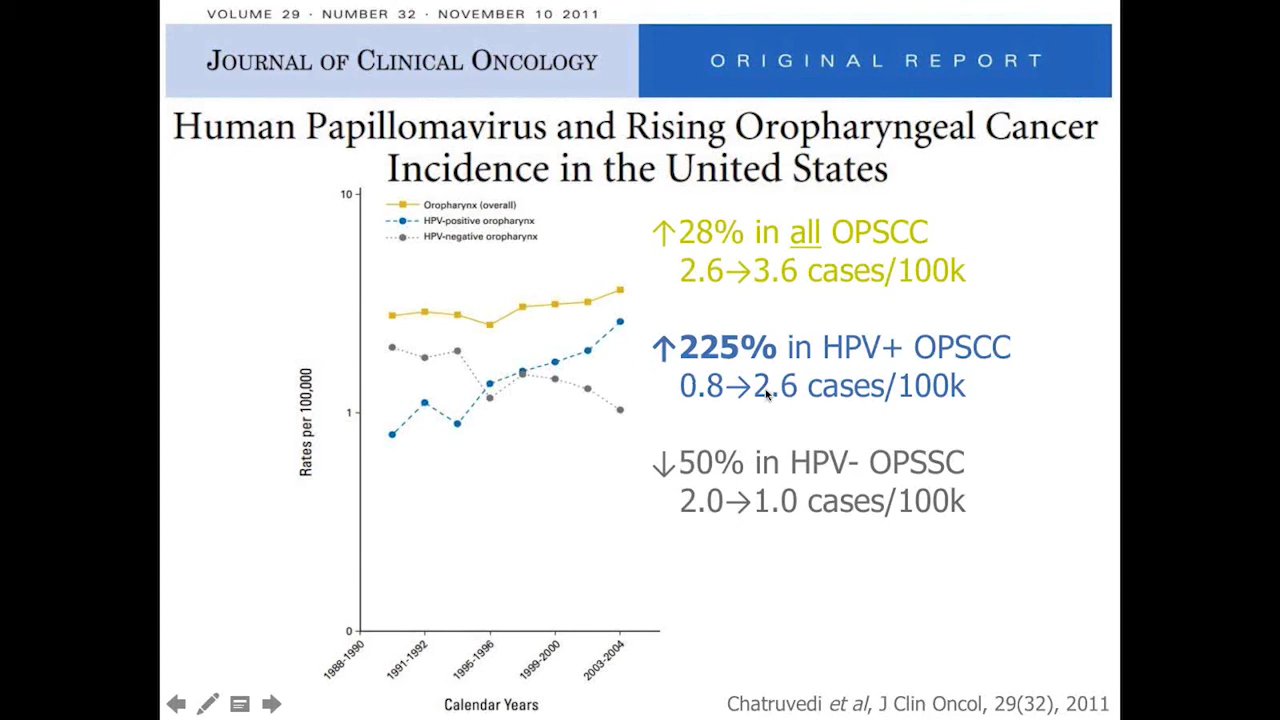 VOLUME 29 · NUMBER 32 · NOVEMBER 10 2011
JOURNAL OF CLINICAL ONCOLOGY
ORIGINAL REPORT
Human Papillomavirus and Rising Oropharyngeal Cancer
Incidence in the United States
10
Oropharynx (overall)
HPV-positive oropharynx
HPV-negative oropharynx
1
0
Rates per 100,000
1988-1990
1991-1992
1995-1996
1999-2000
2003-2004
Calendar Years
↑28% in all OPSCC
2.6→3.6 cases/100k
↑225% in HPV+ OPSCC
0.8→2.6 cases/100k
↓50% in HPV- OPSSC
2.0→1.0 cases/100k
Chatruvedi et al, J Clin Oncol, 29(32), 2011